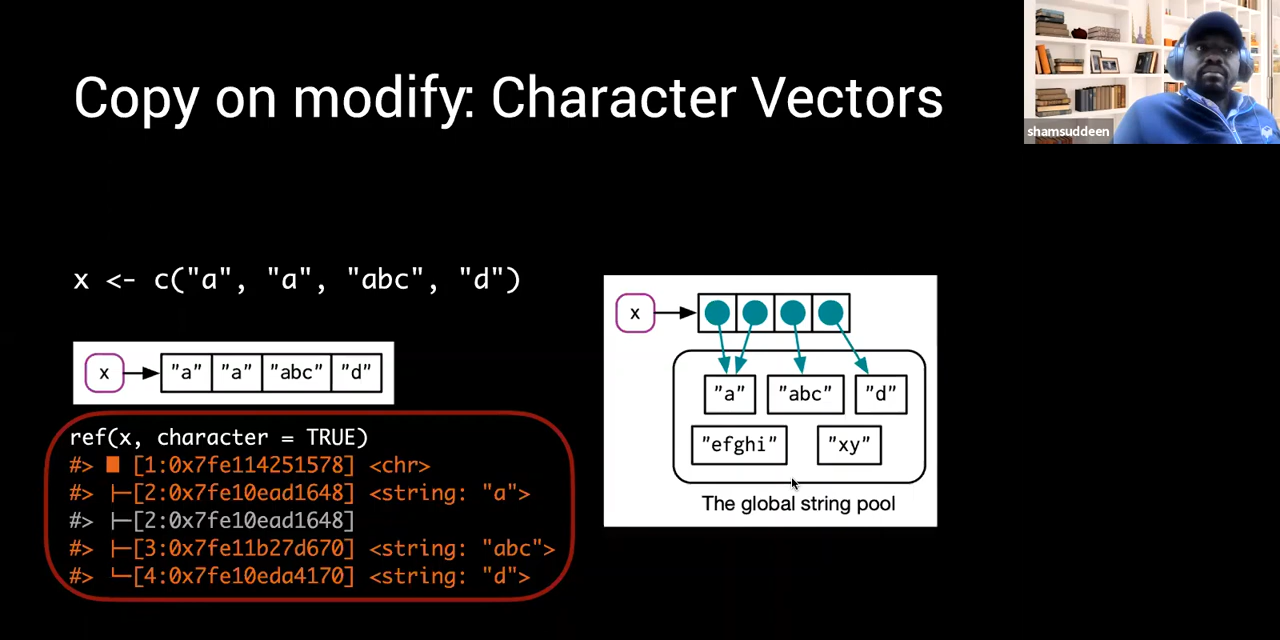 Copy on modify: Character Vectors
shamsuddeen
x <- c("a", "a", "abc", "d")
x "a" "a" "abc" "d"
ref(x, character = TRUE)
#> █ [1:0x7fe114251578] <chr>
#> ├─[2:0x7fe10ead1648] <string: "a">
#> ├─[2:0x7fe10ead1648]
#> ├─[3:0x7fe11b27d670] <string: "abc">
#> └─[4:0x7fe10eda4170] <string: "d">
x
"a" "abc" "d"
"efghi" "xy"
The global string pool